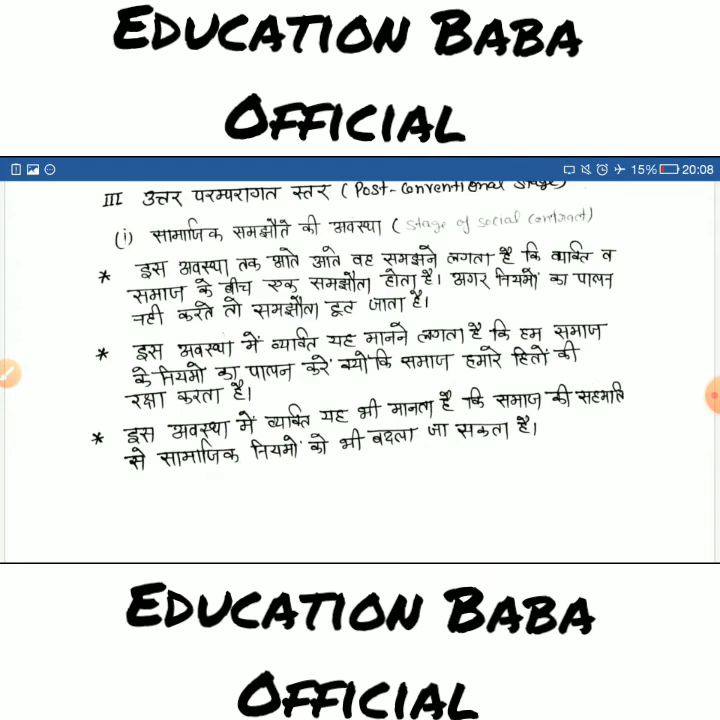 EDUCATION BABA
OFFICIAL
15% 20:08
III उत्तर परम्परागत स्तर (Post-Conventional Stage)
(i) सामाजिक समझौते की अवस्था (Stage of social contract)
* इस अवस्था तक आते आते वह समझने लगता है कि व्यक्ति व
समाज के बीच एक समझौता होता है। अगर नियमों का पालन
नही करते तो समझौता टूट जाता है।
* इस अवस्था में व्यक्ति यह मानने लगता है कि हम समाज
के नियमो का पालन करें क्योंकि समाज हमारे हितों की
रक्षा करता है।
* इस अवस्था में व्यक्ति यह भी मानता है कि समाज की सहमति
से सामाजिक नियमों को भी बदला जा सकता है।
EDUCATION BABA
OFFICIAL